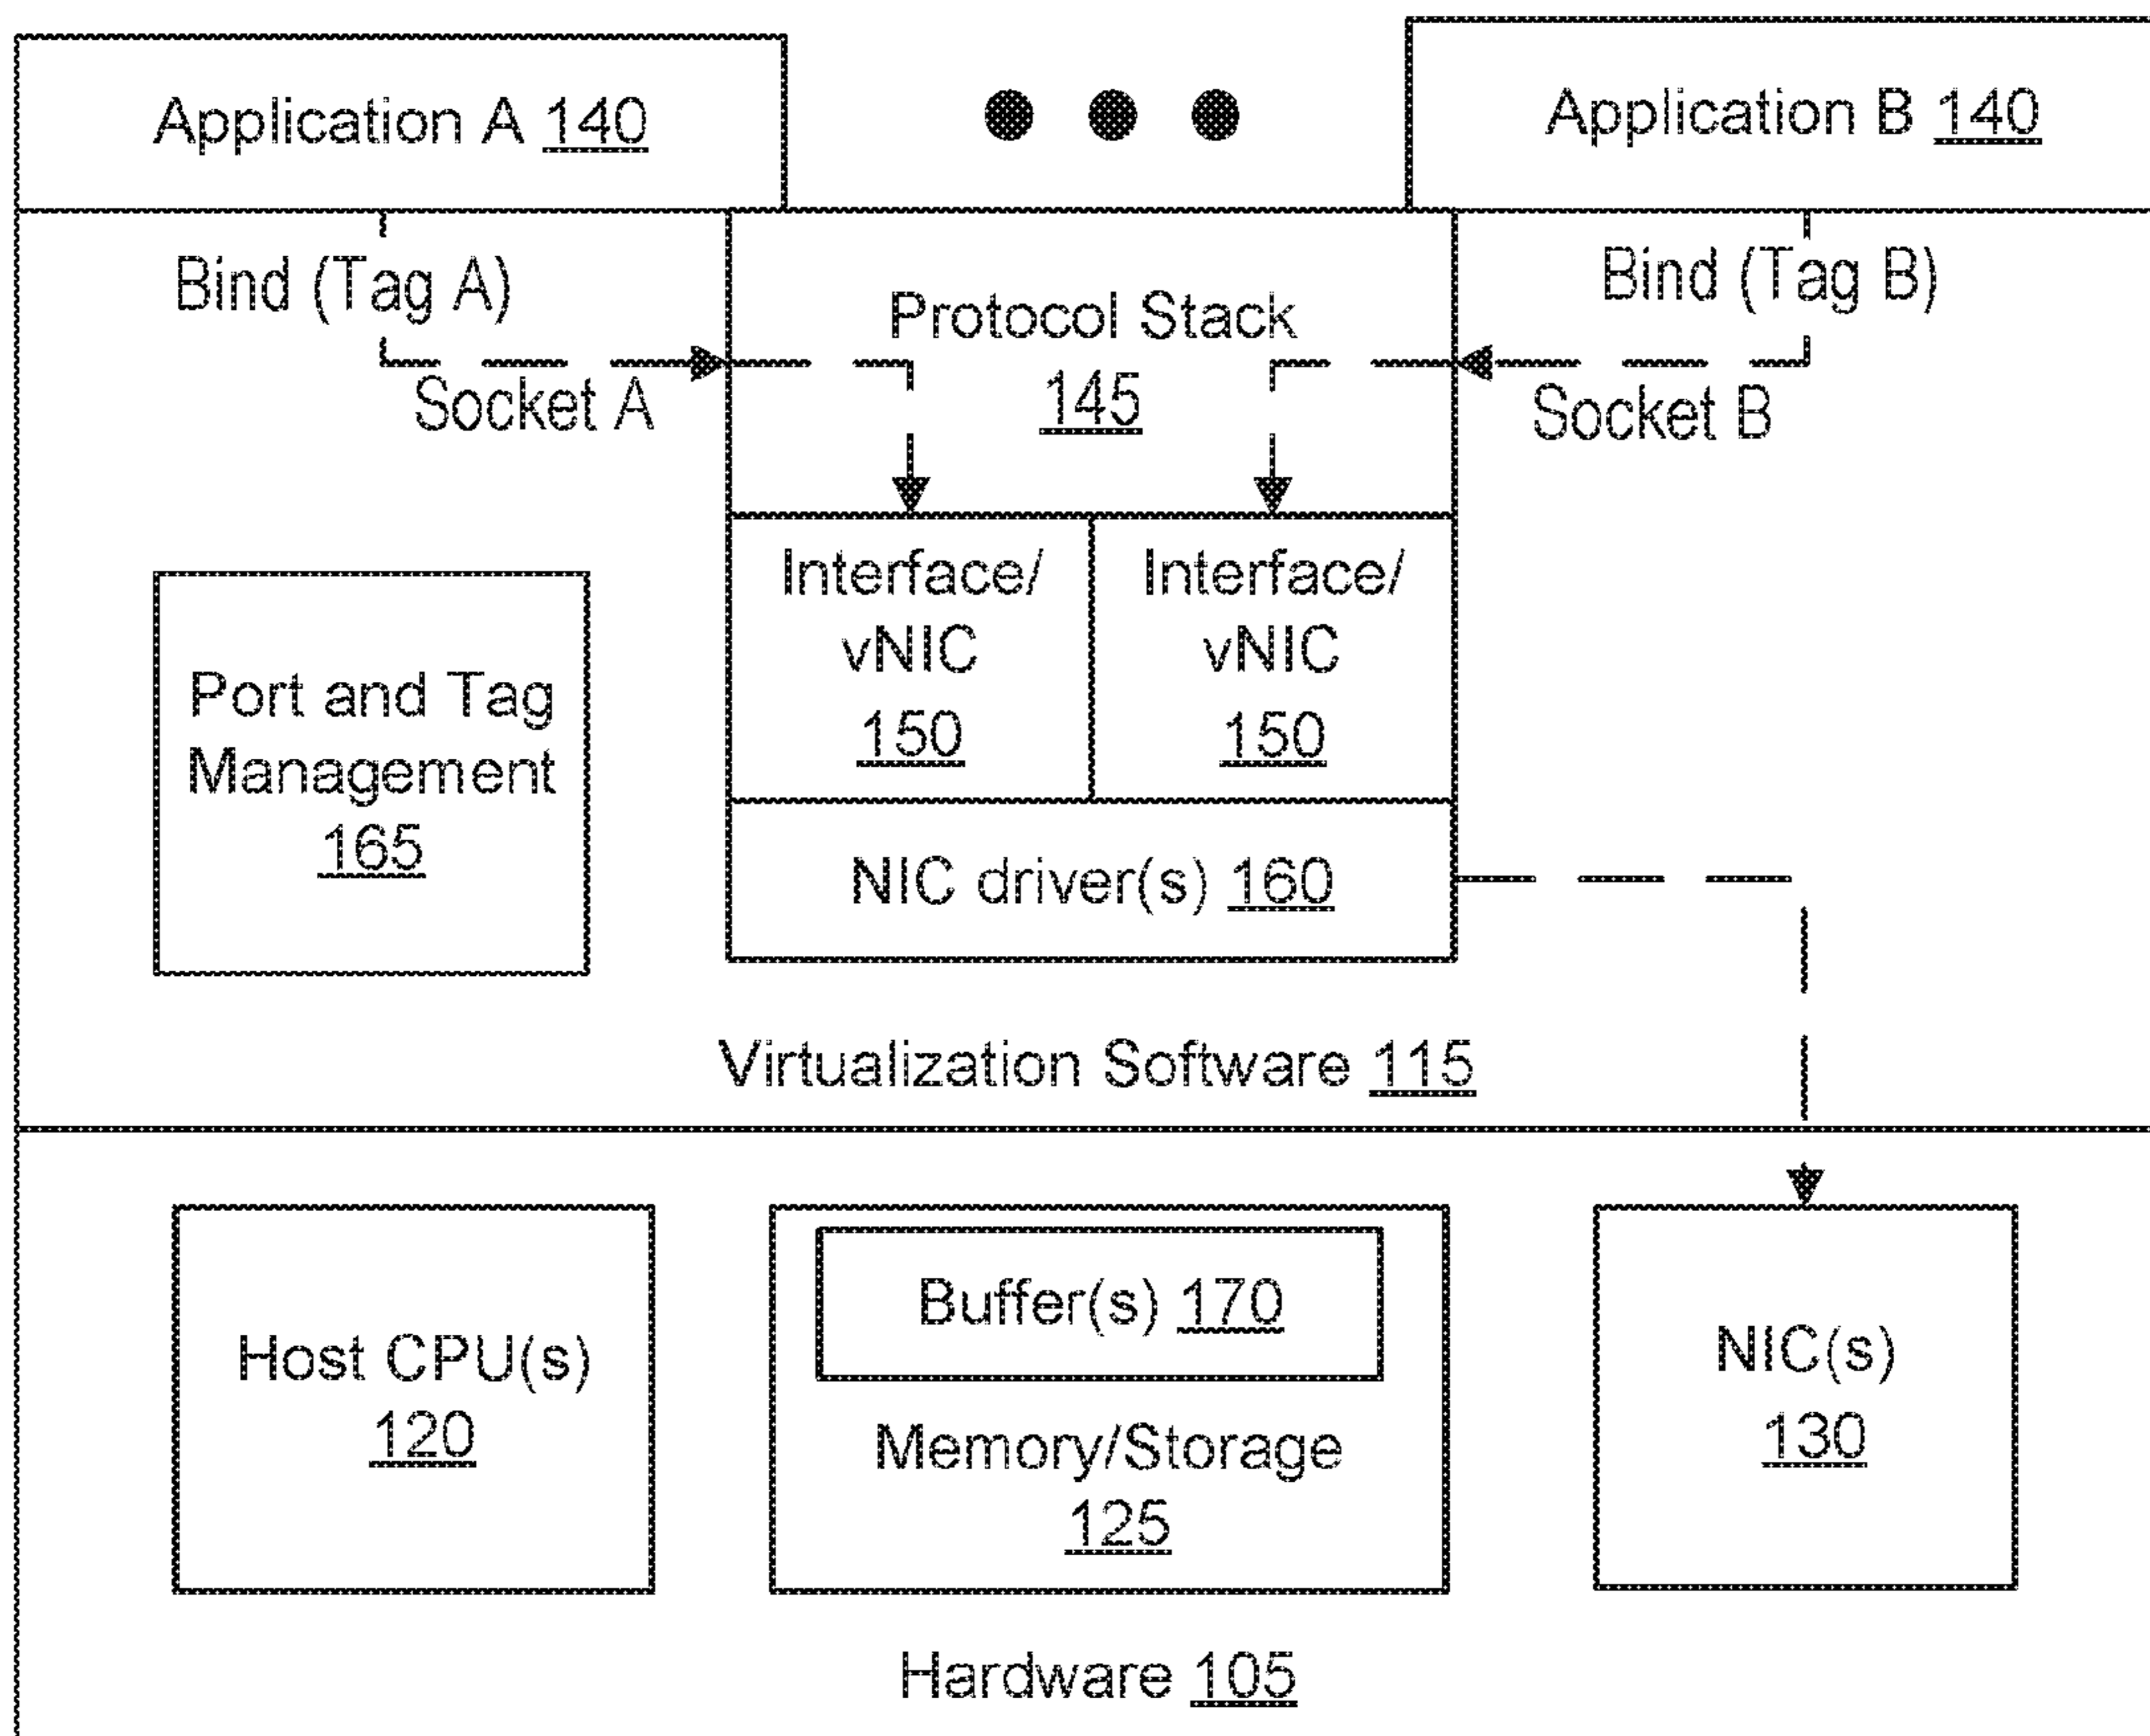 Application A 140
Application B 140
Bind (Tag A)
Socket A
Protocol Stack
145
Bind (Tag B)
Socket B
Interface/
vNIC
150
Interface/
vNIC
150
Port and Tag
Management
165
NIC driver(s) 160
Virtualization Software 115
Host CPU(s)
120
Buffer(s) 170
Memory/Storage
125
NIC(s)
130
Hardware 105